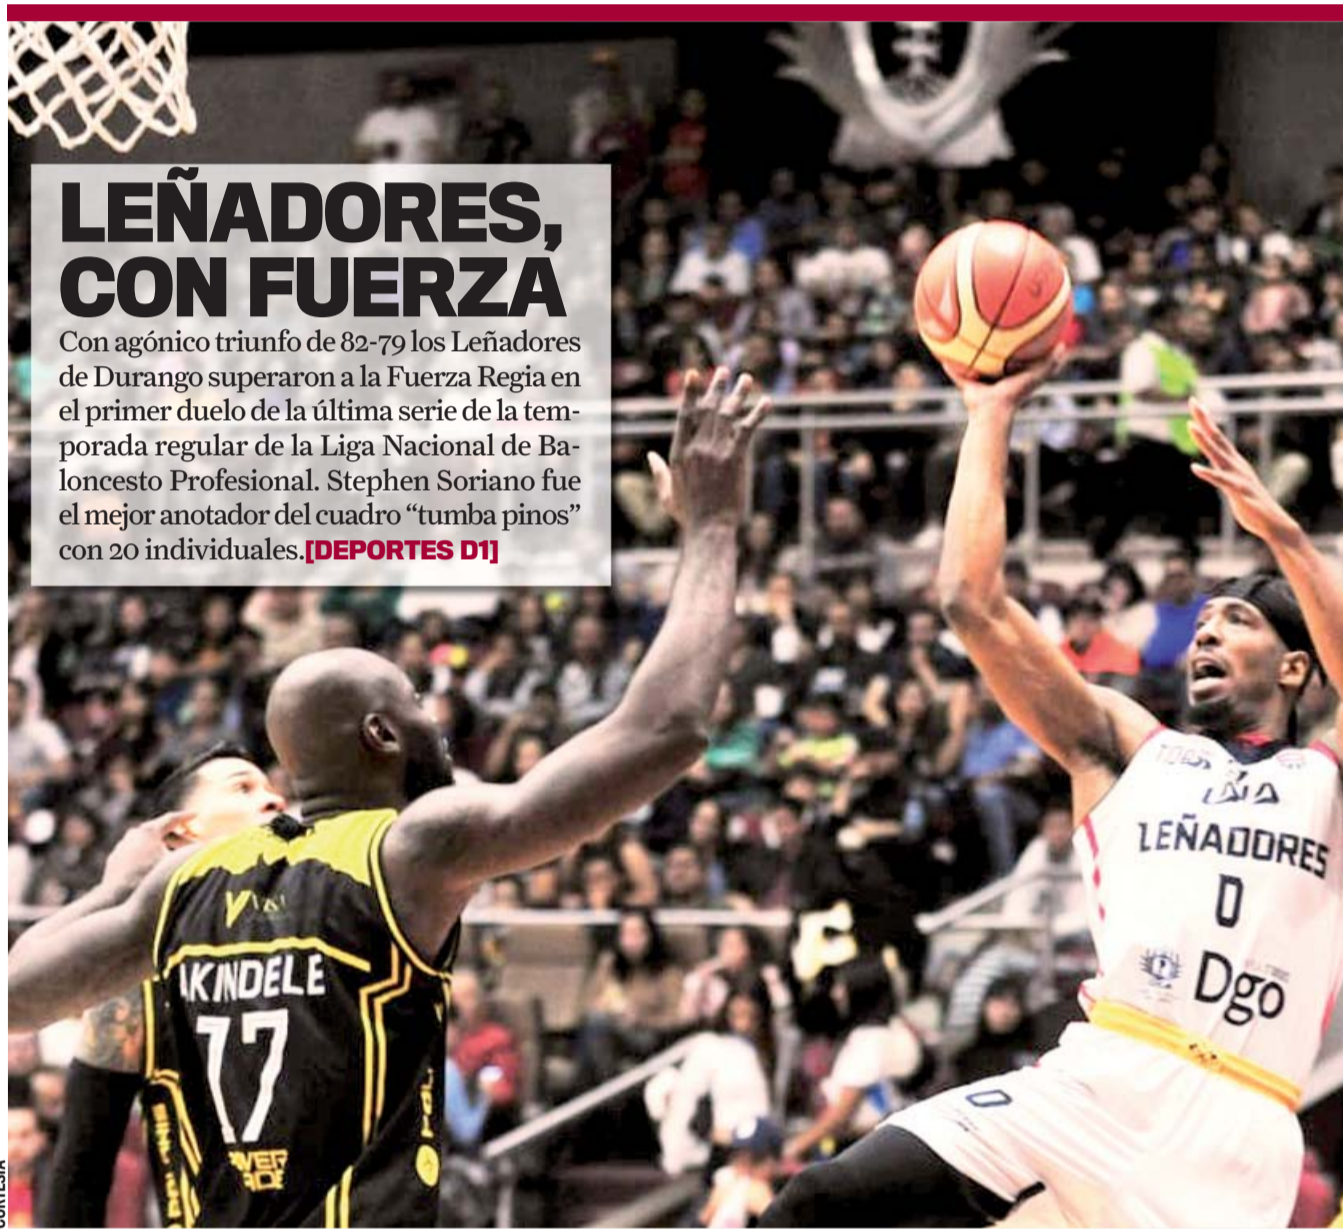 LEÑADORES,
CON FUERZA
Con agónico triunfo de 82-79 los Leñadores
de Durango superaron a la Fuerza Regia en
el primer duelo de la última serie de la tem-
porada regular de la Liga Nacional de Ba-
loncesto Profesional. Stephen Soriano fue
el mejor anotador del cuadro “tumba pinos”
con 20 individuales.[DEPORTES D1]
LEÑADORES
0
Dgo
0
AKINDELE
17
CORTESÍA